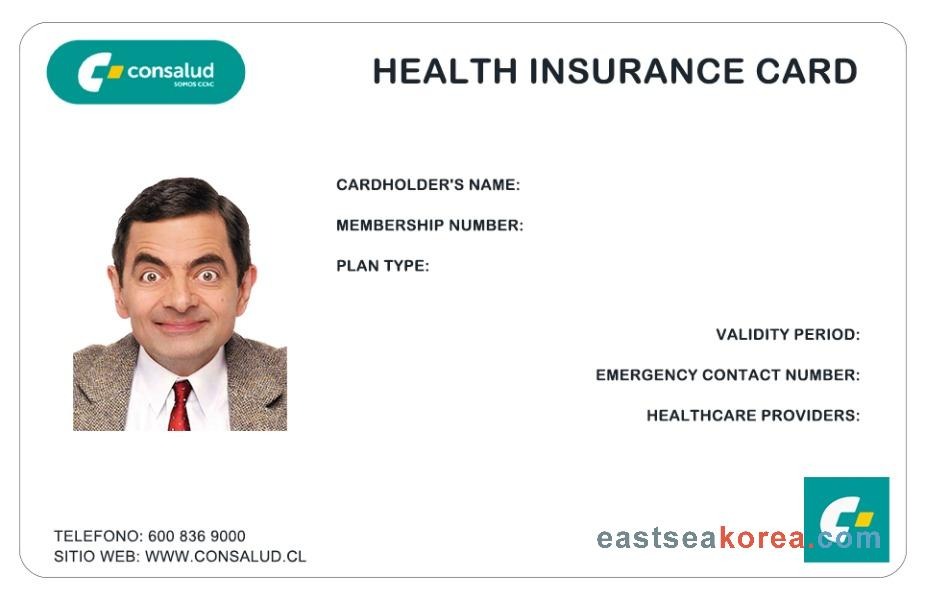 consalud
SOMOS CChC
HEALTH INSURANCE CARD
CARDHOLDER'S NAME:
MEMBERSHIP NUMBER:
PLAN TYPE:
VALIDITY PERIOD:
EMERGENCY CONTACT NUMBER:
HEALTHCARE PROVIDERS:
TELEFONO: 600 836 9000
SITIO WEB: WWW.CONSALUD.CL
eastseakorea.com